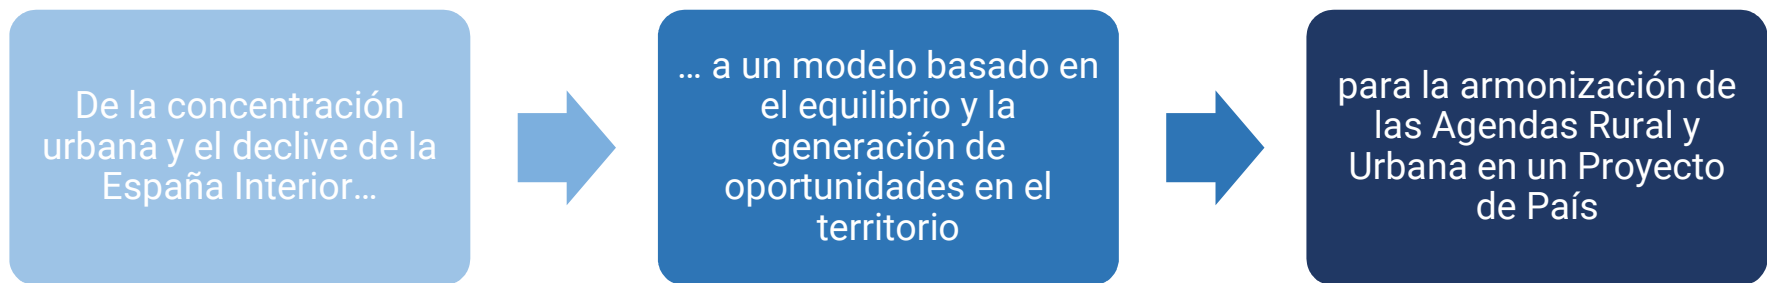 De la concentración
urbana y el declive de la
España Interior...
... a un modelo basado en
el equilibrio y la
generación de
oportunidades en el
territorio
para la armonización de
las Agendas Rural y
Urbana en un Proyecto
de País